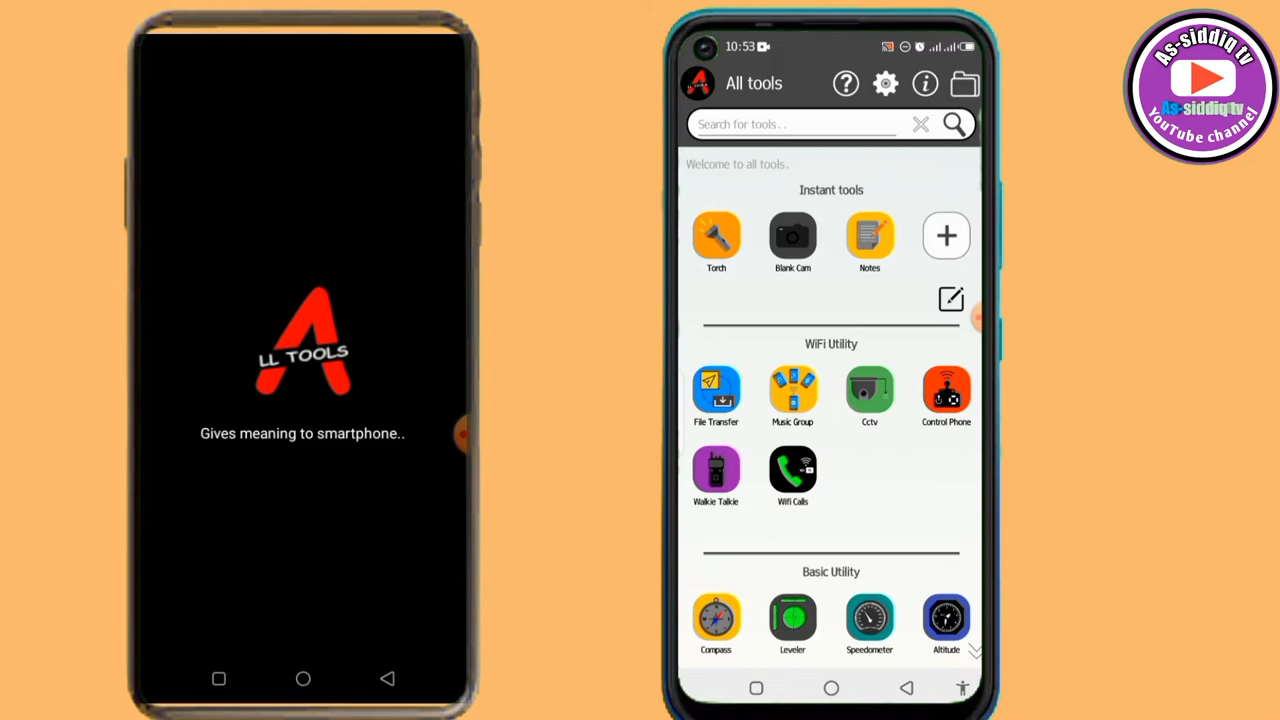 LL TOOLS
Gives meaning to smartphone..
10:53
LL TOOLS
All tools
Search for tools..
Welcome to all tools.
Instant tools
Torch
Blank Cam
Notes
WiFi Utility
File Transfer
Music Group
Cctv
Control Phone
Walkie Talkie
Wifi Calls
Basic Utility
Compass
Leveler
Speedometer
Altitude
As-siddiq tv
As-siddiq tv
YouTube channel